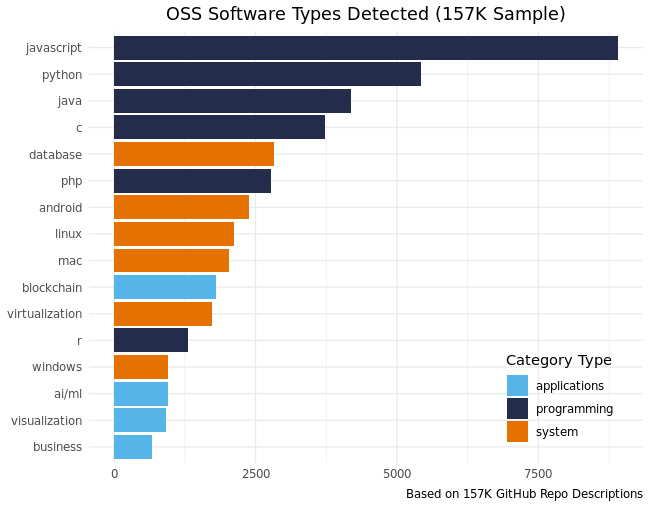 OSS Software Types Detected (157K Sample)
javascript
python
java
c
database
php
android
linux
mac
blockchain
virtualization
r
windows
ai/ml
visualization
business
Category Type
applications
programming
system
0 2500 5000 7500
Based on 157K GitHub Repo Descriptions